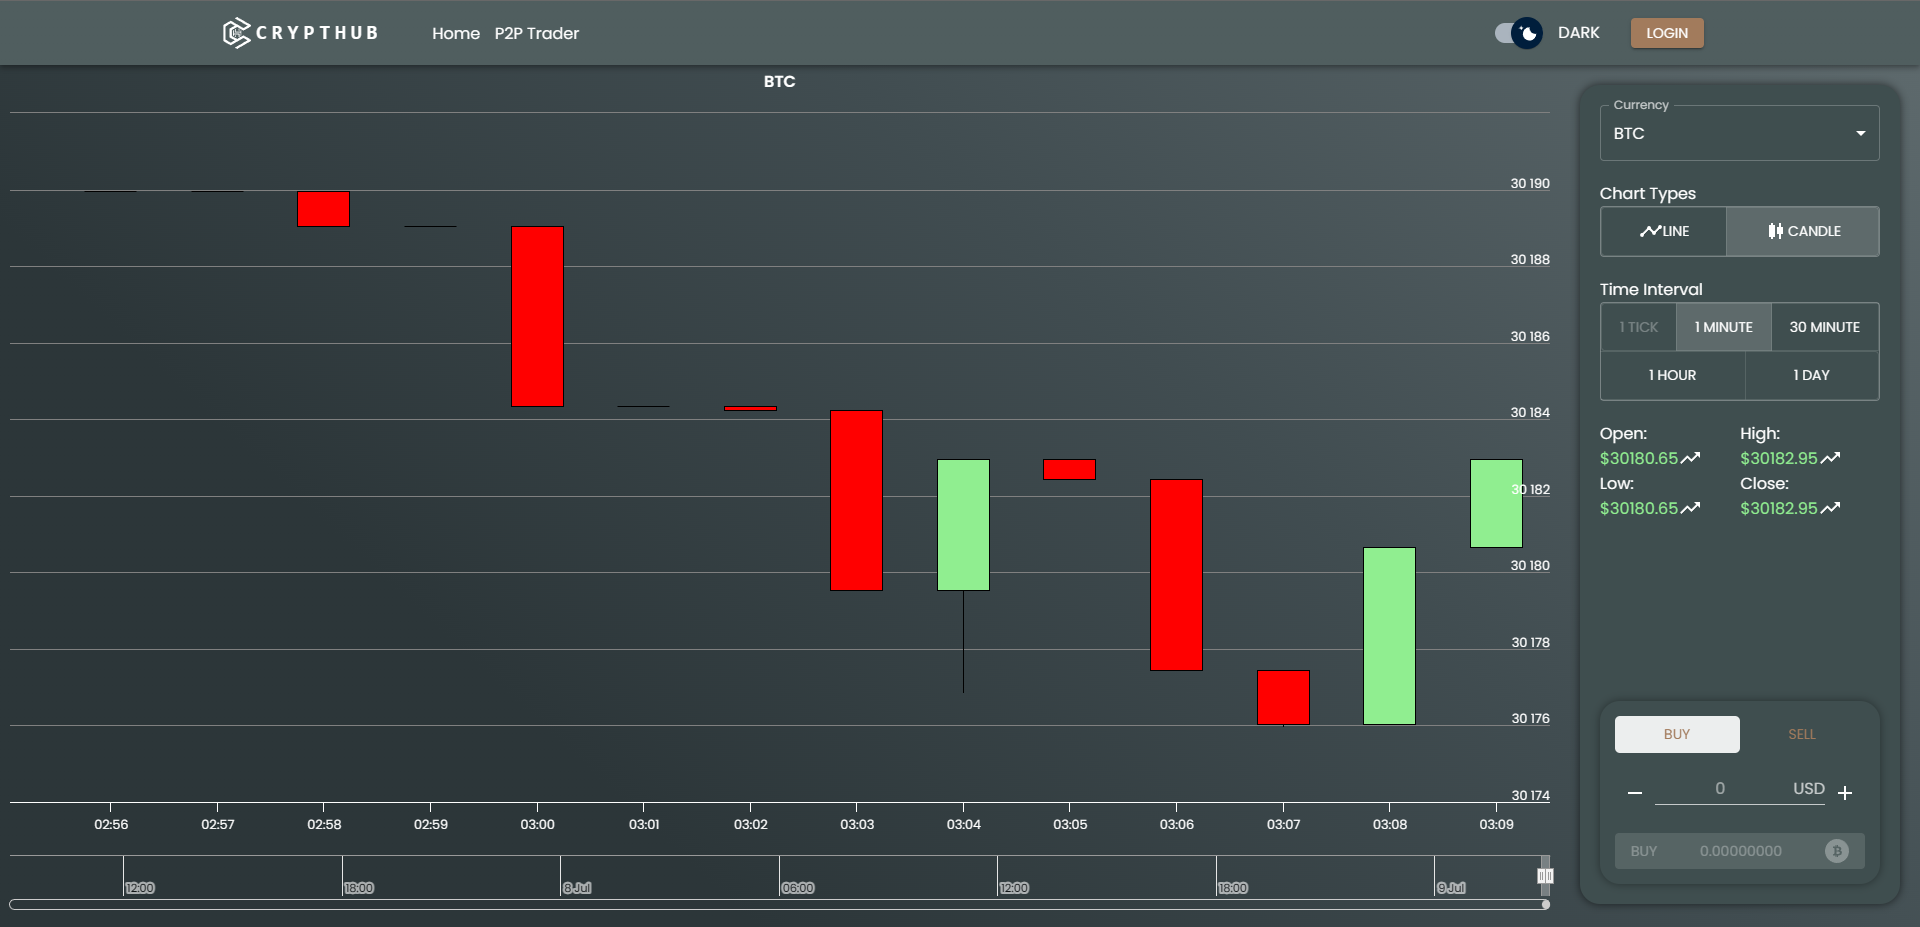 CRYPTHUB
Home P2P Trader
DARK
LOGIN
BTC
30 190
30 188
30 186
30 184
30 182
30 180
30 178
30 176
30 174
02:56 02:57 02:58 02:59 03:00 03:01 03:02 03:03 03:04 03:05 03:06 03:07 03:08 03:09
12:00 18:00 8 Jul 06:00 12:00 18:00 9 Jul
Currency
BTC
Chart Types
LINE CANDLE
Time Interval
1 TICK 1 MINUTE 30 MINUTE
1 HOUR 1 DAY
Open: High:
$30180.65 $30182.95
Low: Close:
$30180.65 $30182.95
BUY SELL
− 0 USD +
BUY 0.00000000